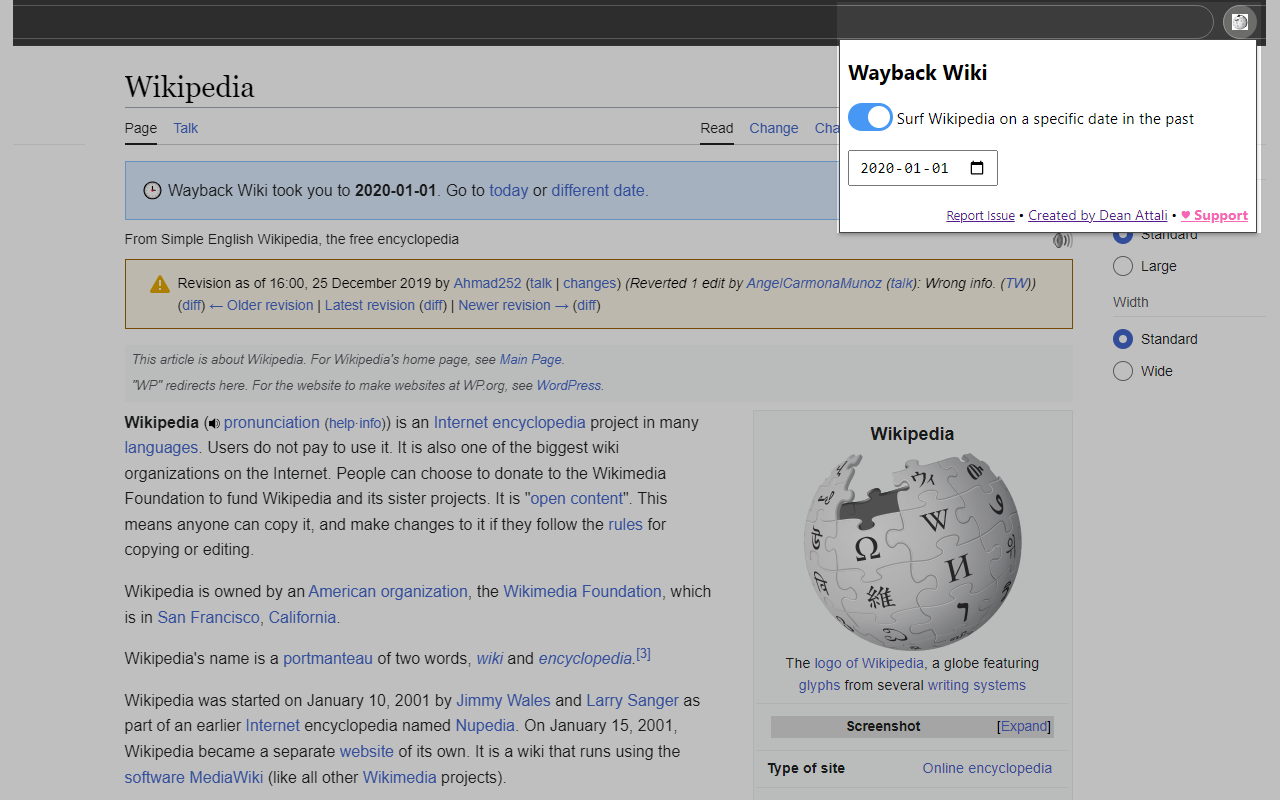 Wayback Wiki
Surf Wikipedia on a specific date in the past
2020-01-01
Report Issue • Created by Dean Attali • ♥ Support
Wikipedia
Page Talk
Read Change Cha
Wayback Wiki took you to 2020-01-01. Go to today or different date.
From Simple English Wikipedia, the free encyclopedia
Revision as of 16:00, 25 December 2019 by Ahmad252 (talk | changes) (Reverted 1 edit by AngelCarmonaMunoz (talk): Wrong info. (TW))
(diff) ← Older revision | Latest revision (diff) | Newer revision → (diff)
This article is about Wikipedia. For Wikipedia's home page, see Main Page.
"WP" redirects here. For the website to make websites at WP.org, see WordPress.
Wikipedia (pronunciation (help·info)) is an Internet encyclopedia project in many
languages. Users do not pay to use it. It is also one of the biggest wiki
organizations on the Internet. People can choose to donate to the Wikimedia
Foundation to fund Wikipedia and its sister projects. It is "open content". This
means anyone can copy it, and make changes to it if they follow the rules for
copying or editing.
Wikipedia is owned by an American organization, the Wikimedia Foundation, which
is in San Francisco, California.
Wikipedia's name is a portmanteau of two words, wiki and encyclopedia.[3]
Wikipedia was started on January 10, 2001 by Jimmy Wales and Larry Sanger as
part of an earlier Internet encyclopedia named Nupedia. On January 15, 2001,
Wikipedia became a separate website of its own. It is a wiki that runs using the
software MediaWiki (like all other Wikimedia projects).
Wikipedia
Ω W И
維 ウィ
The logo of Wikipedia, a globe featuring
glyphs from several writing systems
Screenshot [Expand]
Type of site Online encyclopedia
Standard
Large
Width
Standard
Wide